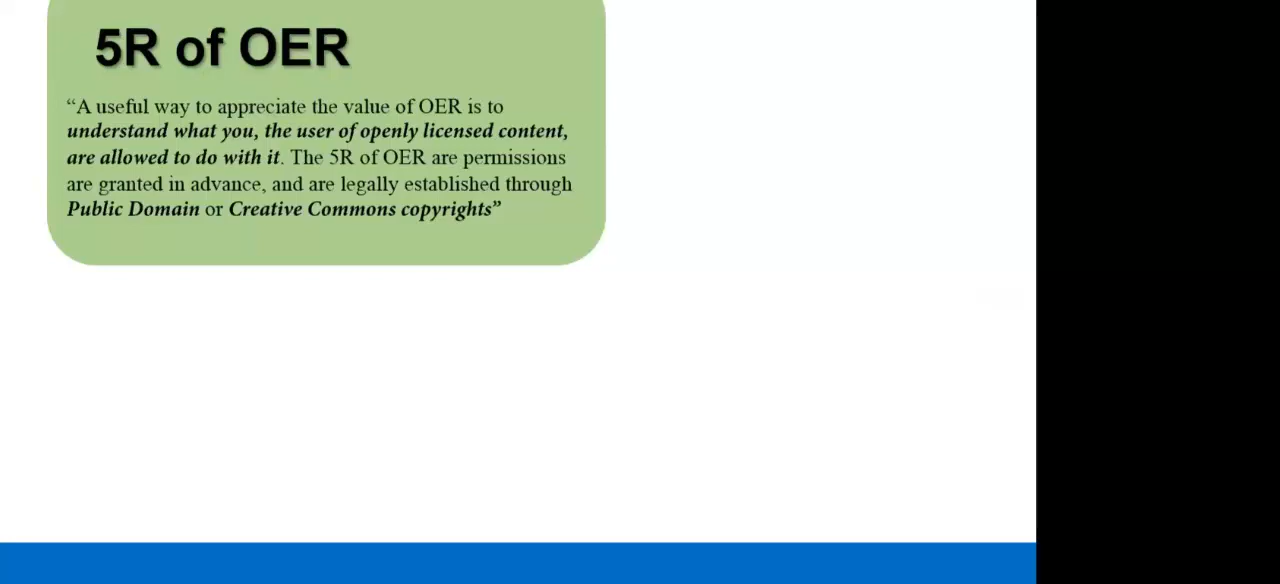 5R of OER
“A useful way to appreciate the value of OER is to
understand what you, the user of openly licensed content,
are allowed to do with it. The 5R of OER are permissions
are granted in advance, and are legally established through
Public Domain or Creative Commons copyrights”